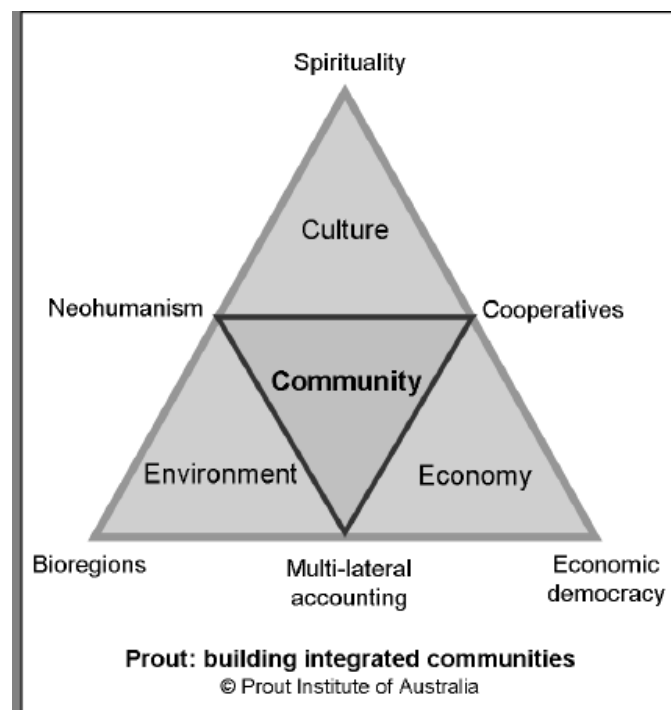 Spirituality
Culture
Neohumanism
Cooperatives
Community
Environment
Economy
Bioregions
Multi-lateral
accounting
Economic
democracy
Prout: building integrated communities
© Prout Institute of Australia